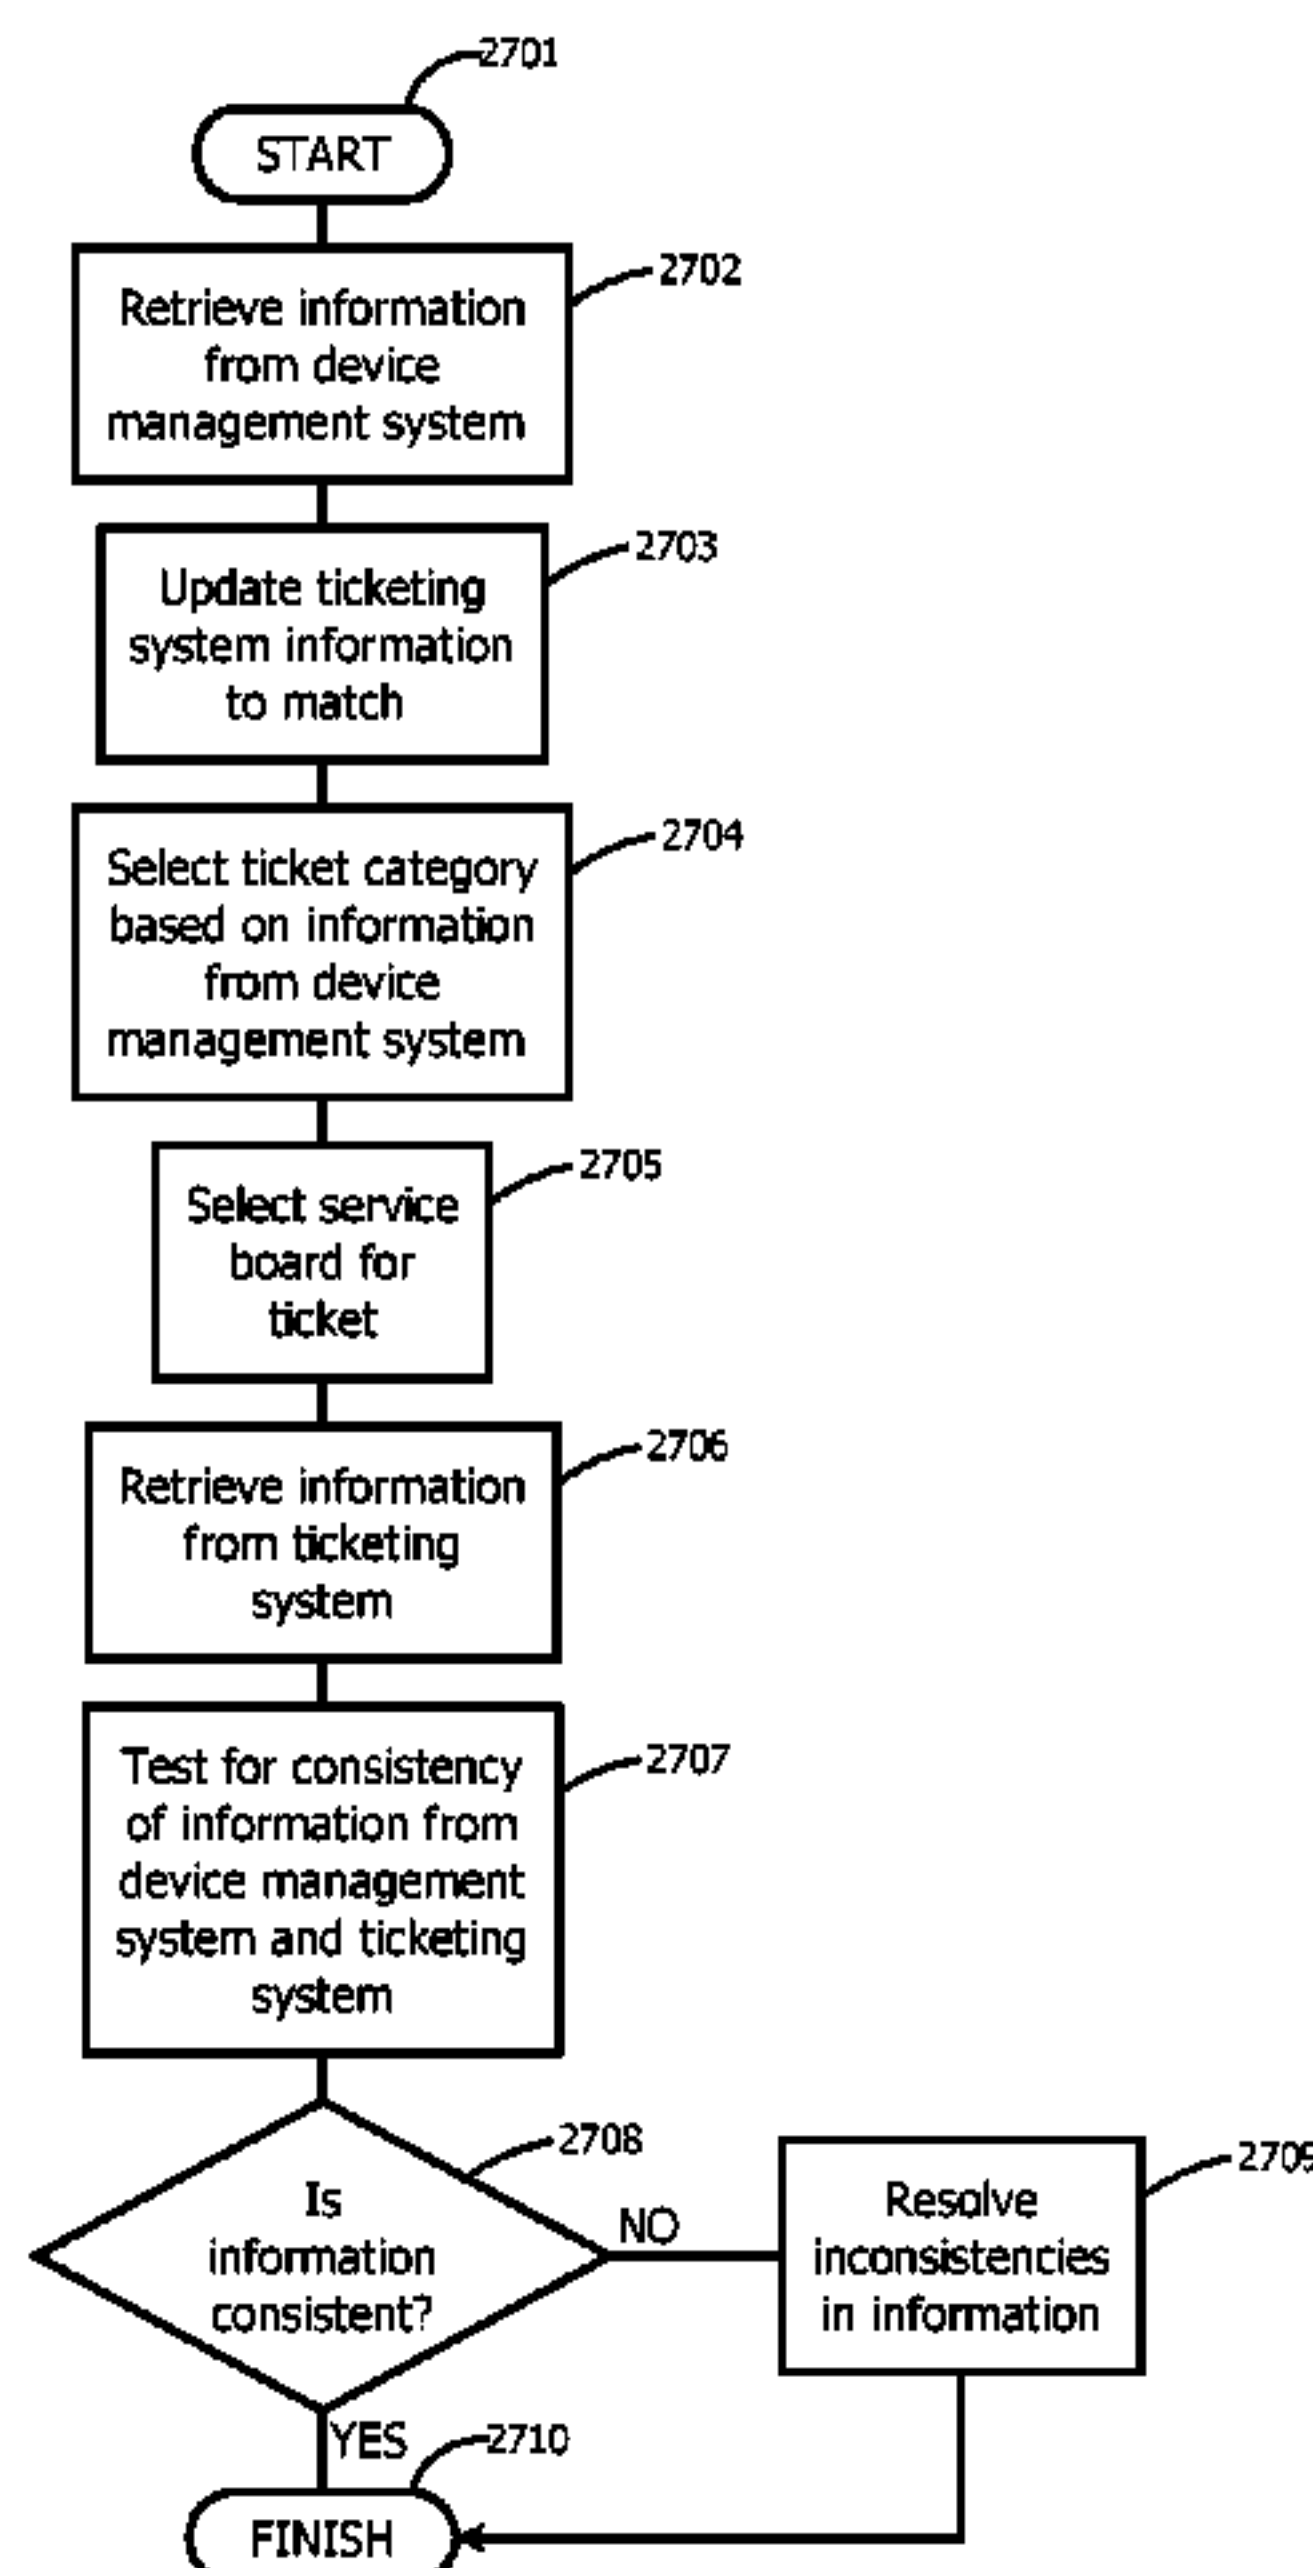 2701
START
2702
Retrieve information
from device
management system
2703
Update ticketing
system information
to match
2704
Select ticket category
based on information
from device
management system
2705
Select service
board for
ticket
2706
Retrieve information
from ticketing
system
2707
Test for consistency
of information from
device management
system and ticketing
system
2708
Is
information
consistent?
NO
2709
Resolve
inconsistencies
in information
YES
2710
FINISH